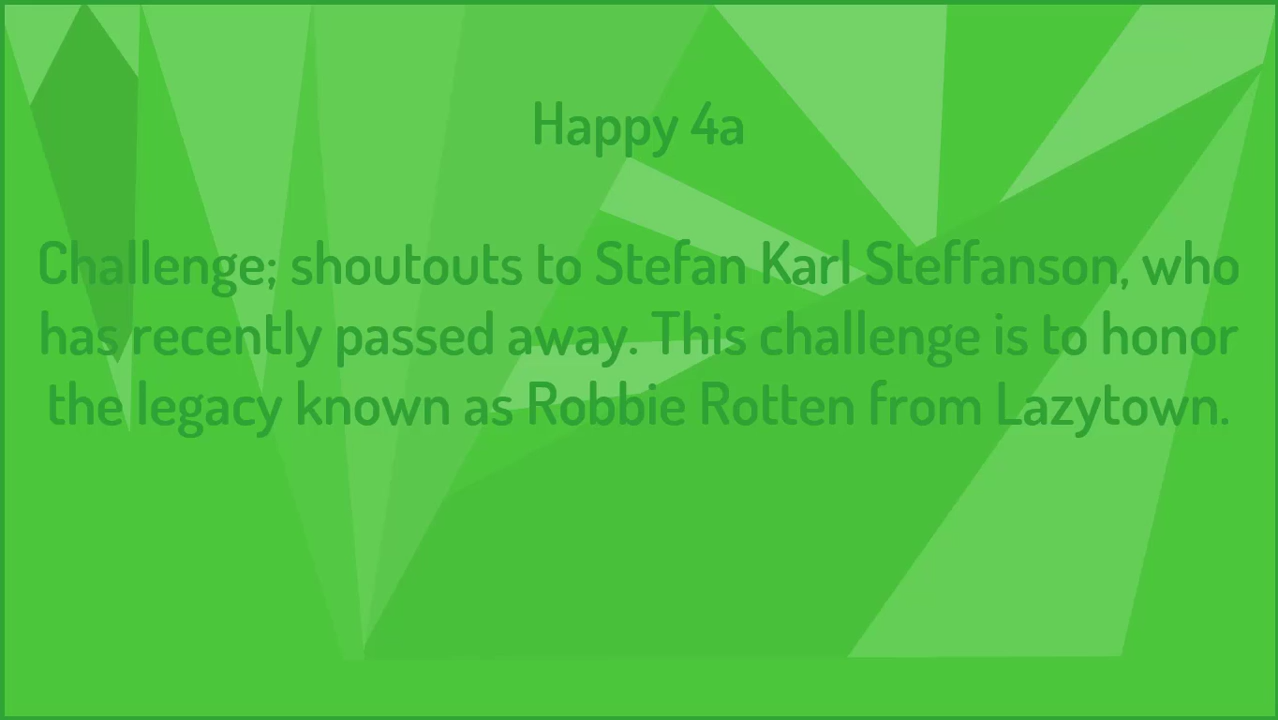 Happy 4a
Challenge; shoutouts to Stefan Karl Steffanson, who
has recently passed away. This challenge is to honor
the legacy known as Robbie Rotten from Lazytown.